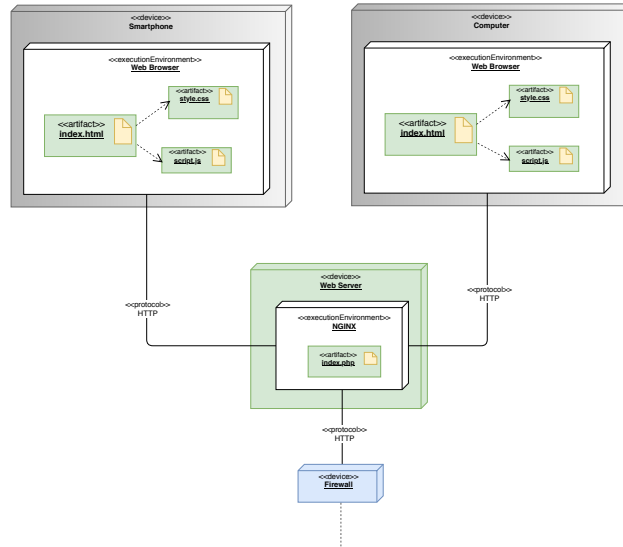 <<device>>
Smartphone
<<executionEnvironment>>
Web Browser
<<artifact>>
index.html
<<artifact>>
style.css
<<artifact>>
script.js
<<device>>
Computer
<<executionEnvironment>>
Web Browser
<<artifact>>
index.html
<<artifact>>
style.css
<<artifact>>
script.js
<<protocol>>
HTTP
<<protocol>>
HTTP
<<device>>
Web Server
<<executionEnvironment>>
NGINX
<<artifact>>
index.php
<<protocol>>
HTTP
<<device>>
Firewall